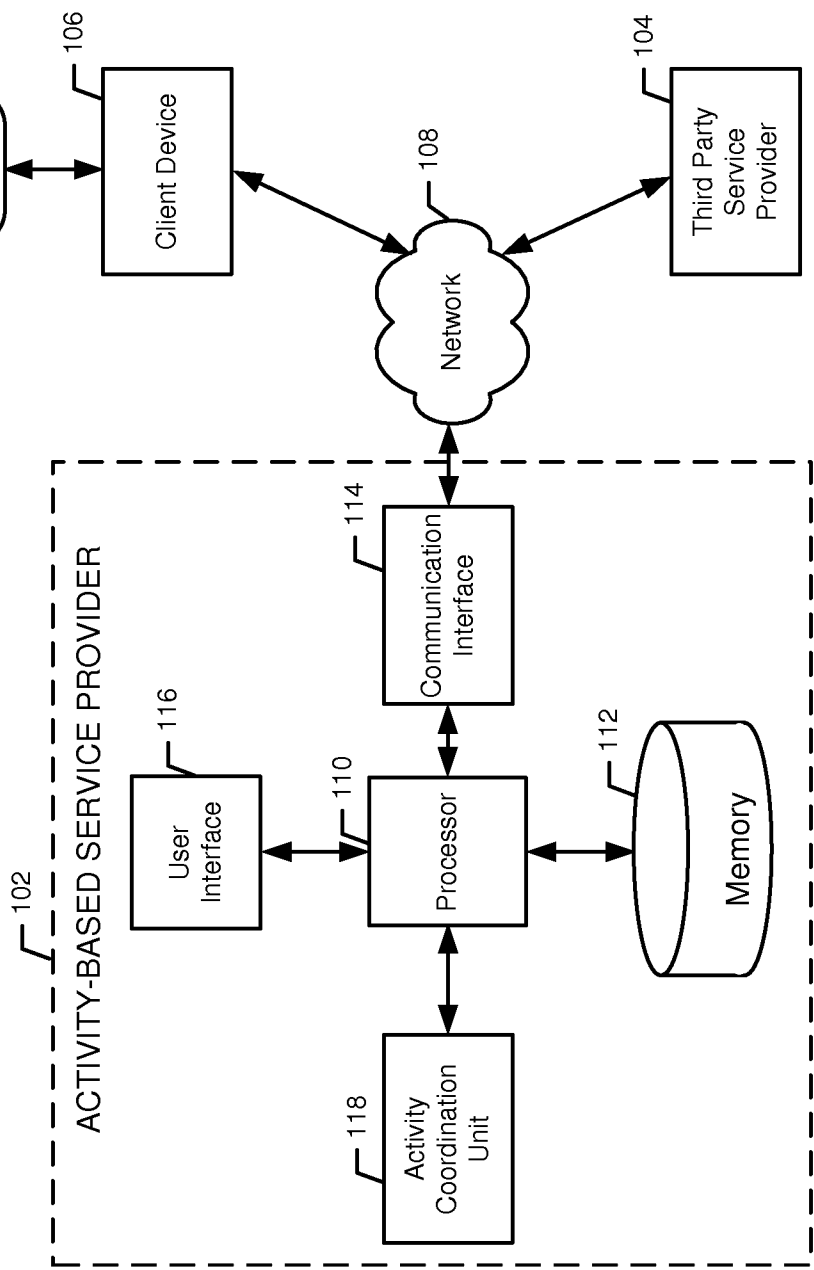 102
ACTIVITY-BASED SERVICE PROVIDER
116
User
Interface
118
Activity
Coordination
Unit
110
Processor
114
Communication
Interface
112
Memory
108
Network
106
Client Device
104
Third Party
Service
Provider